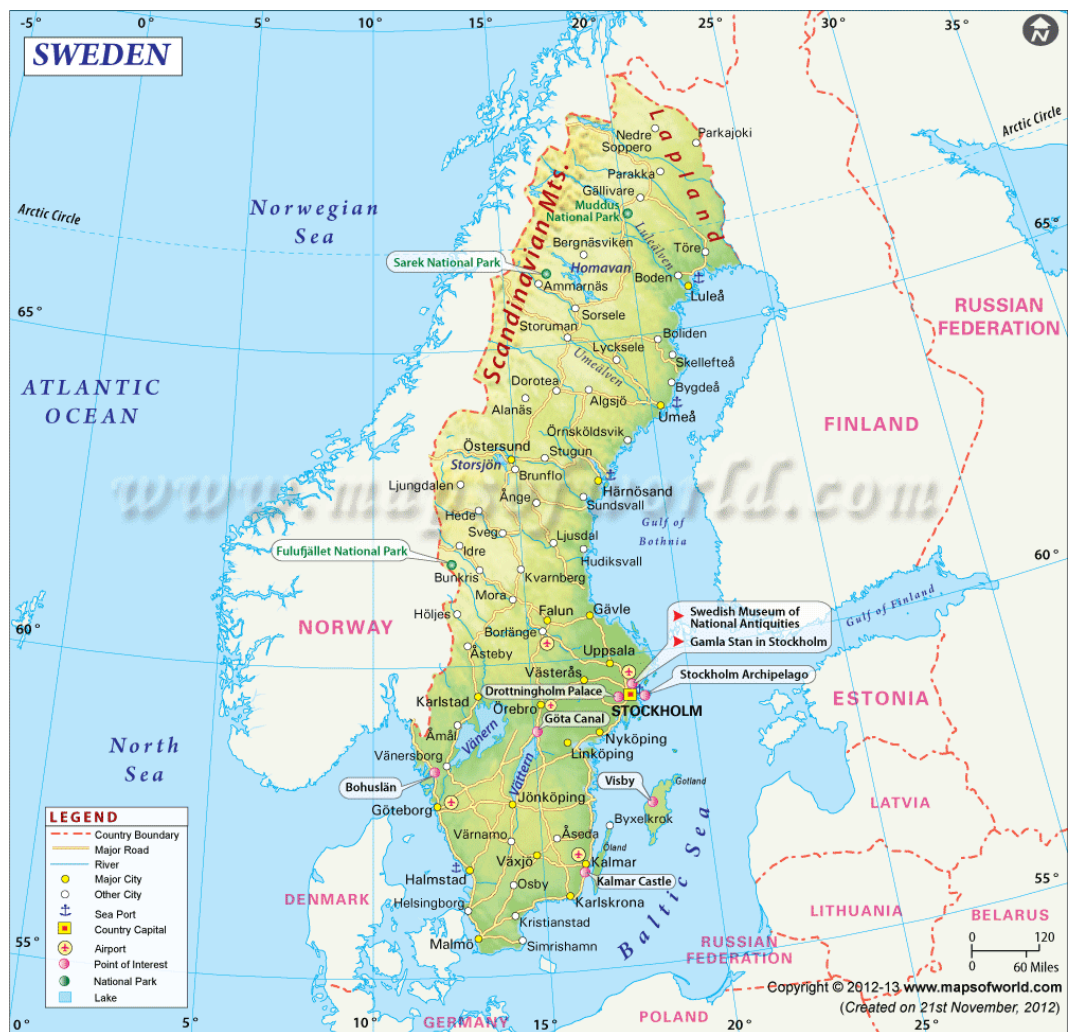 -5°
0°
5°
10°
15°
20°
25°
30°
35°
SWEDEN
N
Arctic Circle
Lapland
Nedre
Soppero
Parkajoki
Parakka
Gällivare
Muddus
National Park
Scandinavian Mts.
Norwegian
Sea
Arctic Circle
65°
Luleälven
Töre
Bergnäsviken
Sarek National Park
Homavan
Boden
Ammarnäs
Luleå
65°
Sorsele
Storuman
Boliden
RUSSIAN
FEDERATION
Lycksele
Skellefteå
Umeälven
Bygdeå
ATLANTIC
OCEAN
Dorotea
Algsjö
Alanäs
Umeå
FINLAND
Örnsköldsvik
Östersund
Stugun
Storsjön
Brunflo
www.mapsofworld.com
Ljungdalen
Härnösand
Ånge
Sundsvall
Hede
Gulf of
Bothnia
Sveg
Ljusdal
Idre
Fulufjället National Park
Hudiksvall
60°
Bunkris
Kvarnberg
Mora
Gulf of Finland
Falun
Gävle
Höljes
Swedish Museum of
National Antiquities
Gamla Stan in Stockholm
NORWAY
60°
Borlänge
Åsteby
Uppsala
Västerås
Stockholm Archipelago
Drottningholm Palace
Karlstad
Örebro
STOCKHOLM
ESTONIA
Göta Canal
Åmål
Vänern
Nyköping
North
Sea
Vänersborg
Linköping
Vättern
Bohuslän
Visby
Gotland
Göteborg
Jönköping
LATVIA
Byxelkrok
Värnamo
Åseda
Öland
Baltic Sea
Växjö
Kalmar
Halmstad
Kalmar Castle
Osby
55°
DENMARK
Helsingborg
Karlskrona
Kristianstad
LITHUANIA
BELARUS
Malmö
Simrishamn
RUSSIAN
FEDERATION
0 120
0 60 Miles
55°
LEGEND
Country Boundary
Major Road
River
Major City
Other City
Sea Port
Country Capital
Airport
Point of Interest
National Park
Lake
Copyright © 2012-13 www.mapsofworld.com
(Created on 21st November, 2012)
0°
5°
10°
GERMANY
15°
POLAND
20°
25°